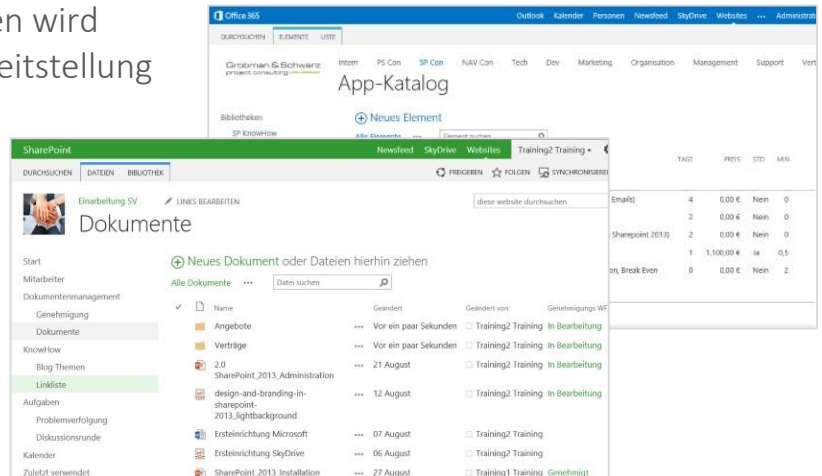 en wird
eitstellung
Office 365
Outlook Kalender Personen Newsfeed SkyDrive Websites ... Administrat
DURCHSUCHEN ELEMENTE LISTE
Grobman & Schwarz
project consulting
Intern PS Con SP Con NAV Con Tech Dev Marketing Organisation Management Support Vert
App-Katalog
Bibliotheken
SP KnowHow
Neues Element
Alle Elemente ... Element suchen
TAGE PREIS STD MIN
Emails) 4 0,00 € Nein 0
2 0,00 € Nein 0
Sharepoint 2013) 2 0,00 € Nein 0
1 1.100,00 € Ja 0,5
on, Break Even 0 0,00 € Nein 2
SharePoint
Newsfeed SkyDrive Websites Training2 Training
DURCHSUCHEN DATEIEN BIBLIOTHEK
FREIGEBEN FOLGEN SYNCHRONISIEREN
Einarbeitung SV LINKS BEARBEITEN
diese website durchsuchen
Dokumente
Start
Mitarbeiter
Dokumentenmanagement
Genehmigung
Dokumente
KnowHow
Blog Themen
Linkliste
Aufgaben
Problemverfolgung
Diskussionsrunde
Kalender
Zuletzt verwendet
Neues Dokument oder Dateien hierhin ziehen
Alle Dokumente ... Datei suchen
Name Geändert Geändert von Genehmigungs WF
Angebote ... Vor ein paar Sekunden Training2 Training In Bearbeitung
Verträge ... Vor ein paar Sekunden Training2 Training In Bearbeitung
2.0 ... 21 August Training2 Training In Bearbeitung
SharePoint_2013_Administration
design-and-branding-in- ... 12 August Training2 Training In Bearbeitung
sharepoint-
2013_lightbackground
Ersteinrichtung Microsoft ... 07 August Training2 Training
Ersteinrichtung SkyDrive ... 06 August Training2 Training
SharePoint_2013_Installation ... 27 August Training1 Training Genehmigt